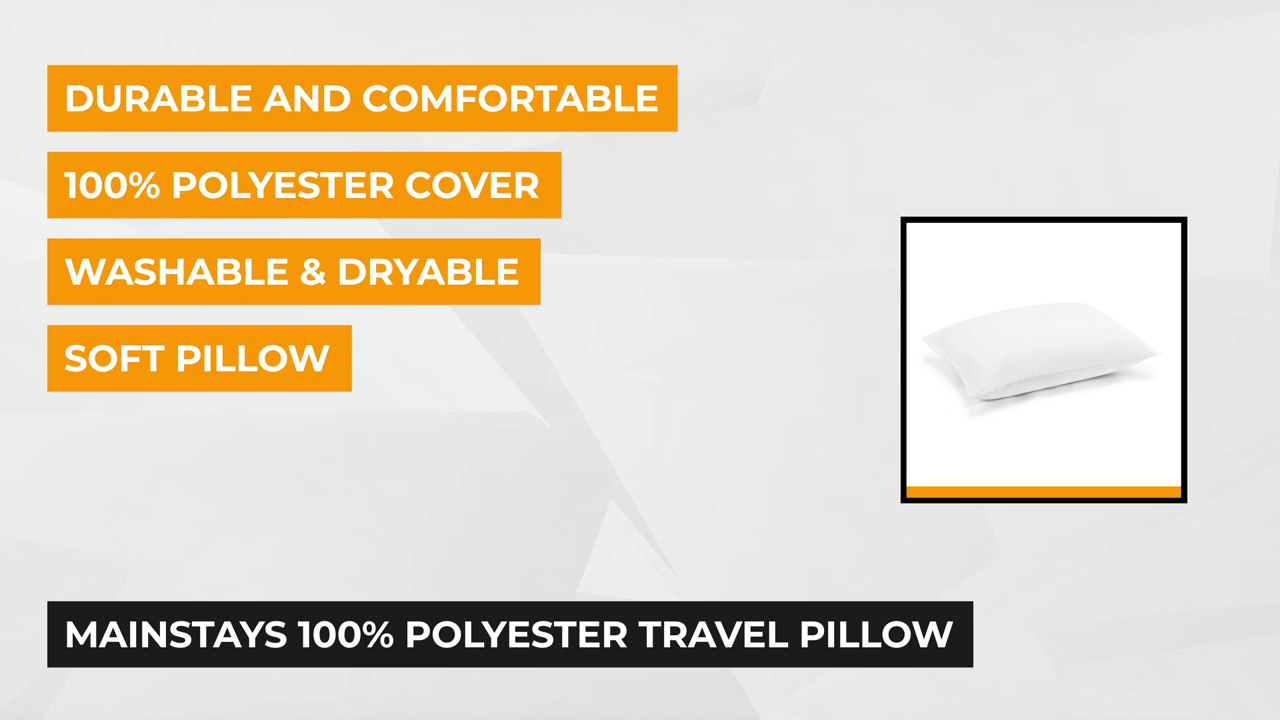 DURABLE AND COMFORTABLE
100% POLYESTER COVER
WASHABLE & DRYABLE
SOFT PILLOW
MAINSTAYS 100% POLYESTER TRAVEL PILLOW